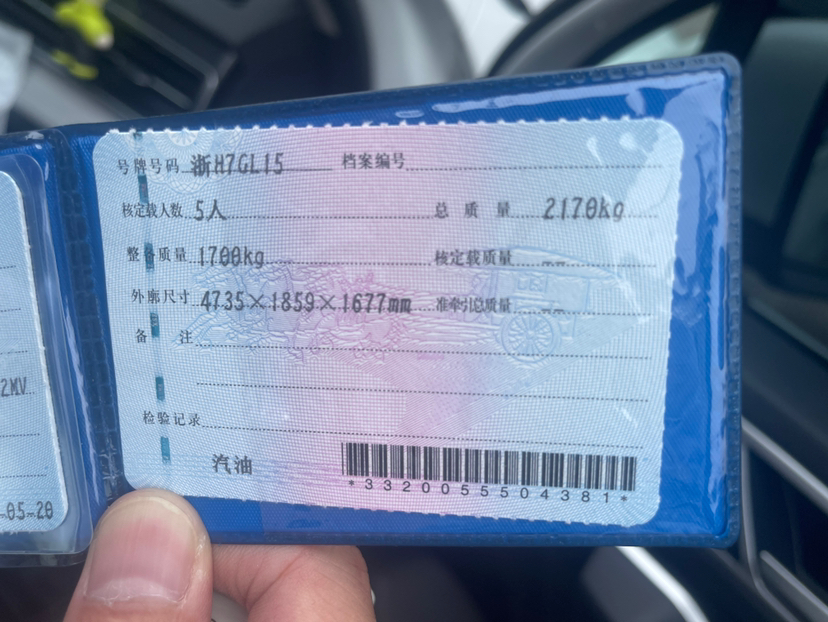 号牌号码 浙H7GL15 档案编号
核定载人数 5人 总质量 2170kg
整备质量 1700kg 核定载质量 --
外廓尺寸 4735×1859×1677mm 准牵引总质量 --
备注
检验记录
汽油
*3320055504381*
2MV
-05-20